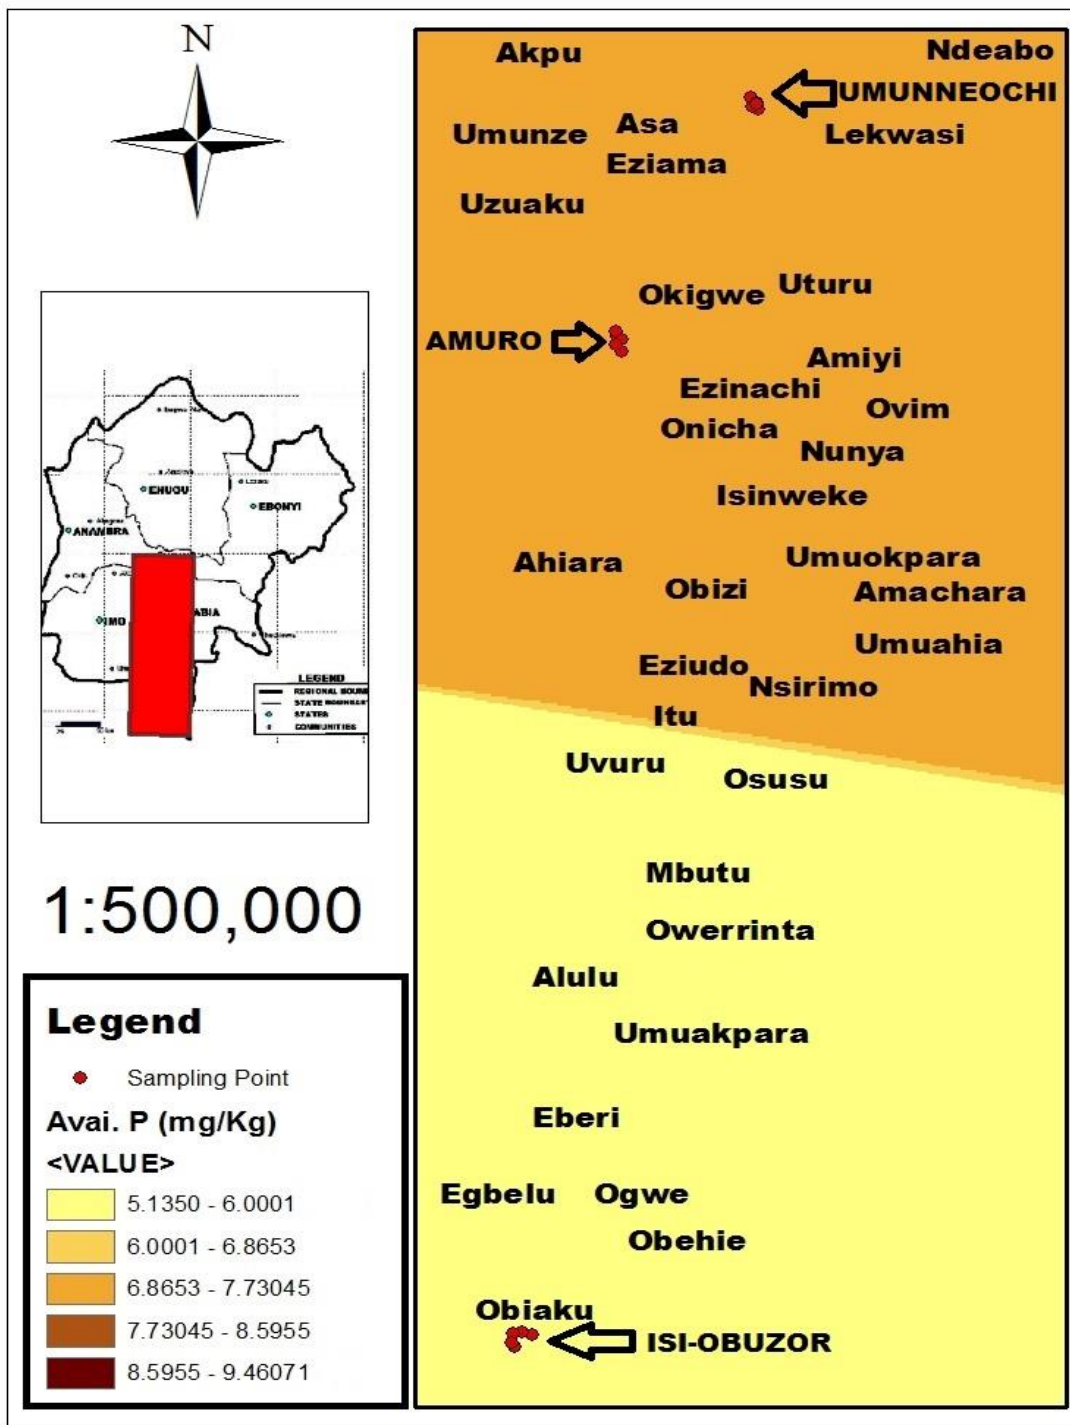 N
Akpu
Ndeabo
UMUNNEOCHI
Umunze
Asa
Lekwasi
Eziama
Uzuaku
Okigwe
Uturu
AMURO
Amiyi
Ezinachi
Ovim
Onicha
Nunya
Isinweke
Ahiara
Umuokpara
Obizi
Amachara
Umuahia
Eziudo
Nsirimo
Itu
Uvuru
Osusu
Mbutu
Owerrinta
Alulu
Umuakpara
Eberi
Egbelu
Ogwe
Obehie
Obiaku
ISI-OBUZOR
ENUGU
EBONYI
ANAMBRA
IMO
ABIA
LEGEND
STATES
COMMUNITIES
1:500,000
Legend
Sampling Point
Avai. P (mg/Kg)
<VALUE>
5.1350 - 6.0001
6.0001 - 6.8653
6.8653 - 7.73045
7.73045 - 8.5955
8.5955 - 9.46071